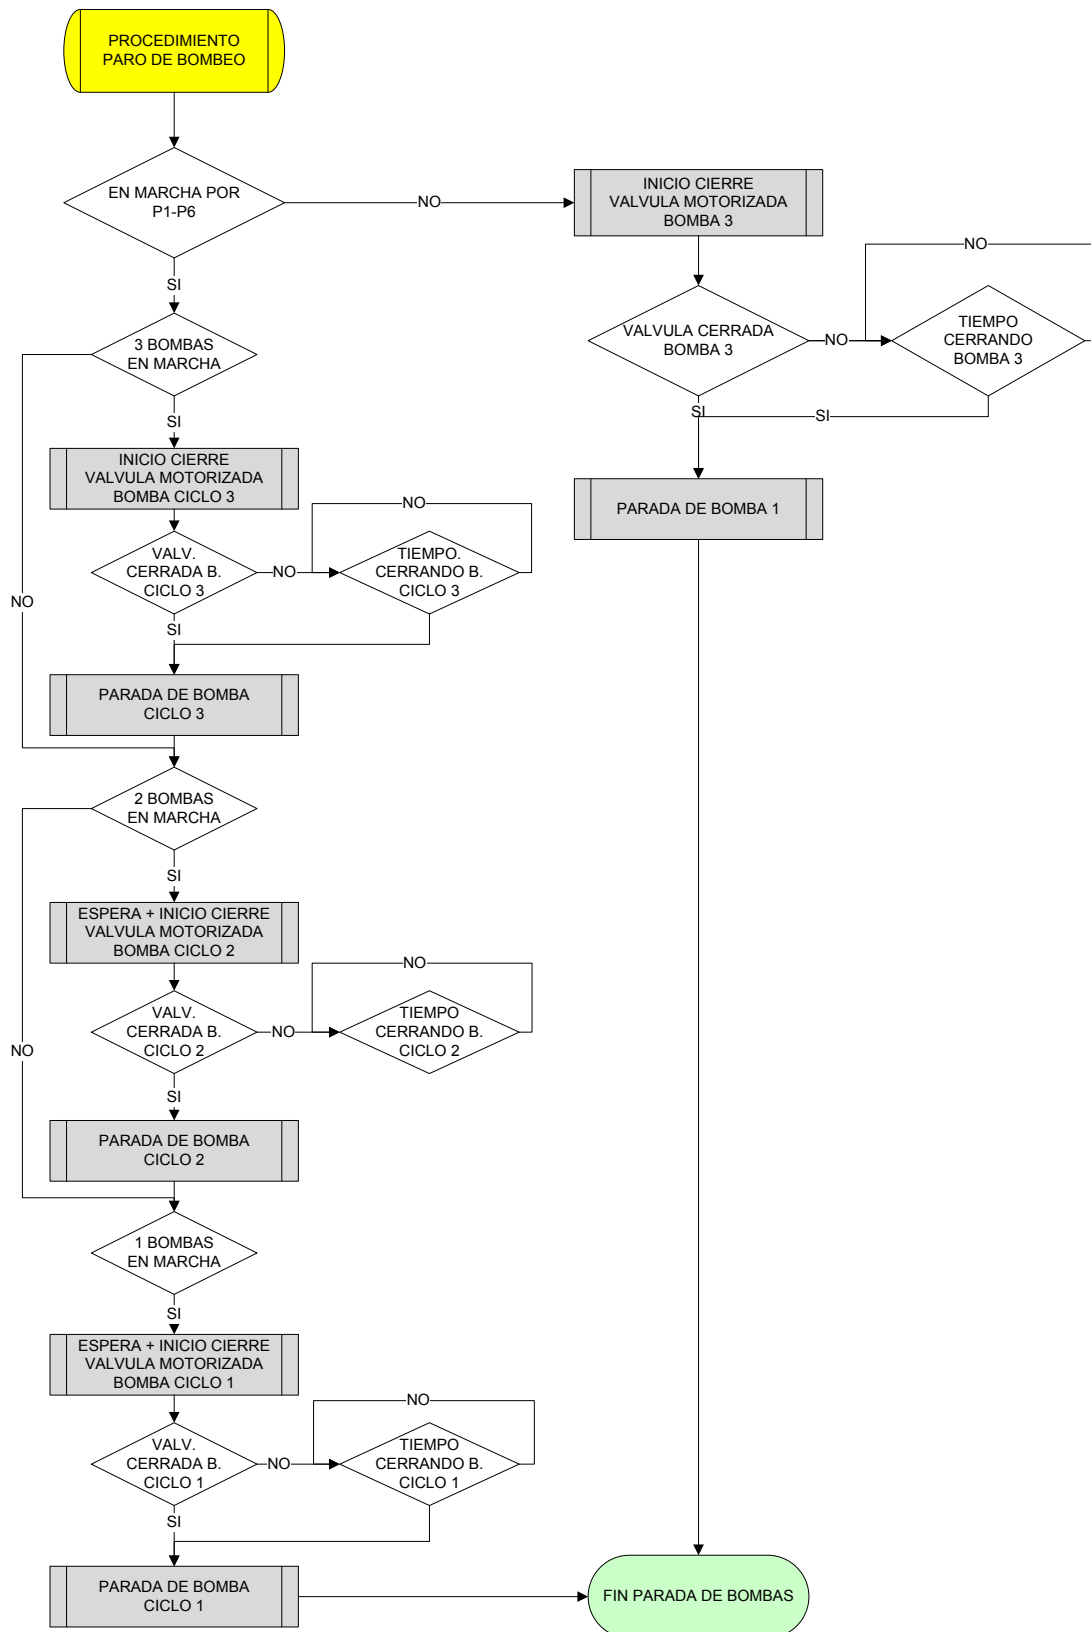 PROCEDIMIENTO
PARO DE BOMBEO
EN MARCHA POR
P1-P6
NO
INICIO CIERRE
VALVULA MOTORIZADA
BOMBA 3
NO
SI
3 BOMBAS
EN MARCHA
VALVULA CERRADA
BOMBA 3
NO
TIEMPO
CERRANDO
BOMBA 3
SI
SI
SI
INICIO CIERRE
VALVULA MOTORIZADA
BOMBA CICLO 3
NO
PARADA DE BOMBA 1
VALV.
CERRADA B.
CICLO 3
NO
TIEMPO.
CERRANDO B.
CICLO 3
NO
SI
PARADA DE BOMBA
CICLO 3
2 BOMBAS
EN MARCHA
SI
ESPERA + INICIO CIERRE
VALVULA MOTORIZADA
BOMBA CICLO 2
NO
VALV.
CERRADA B.
CICLO 2
NO
TIEMPO
CERRANDO B.
CICLO 2
NO
SI
PARADA DE BOMBA
CICLO 2
1 BOMBAS
EN MARCHA
SI
ESPERA + INICIO CIERRE
VALVULA MOTORIZADA
BOMBA CICLO 1
NO
VALV.
CERRADA B.
CICLO 1
NO
TIEMPO
CERRANDO B.
CICLO 1
SI
PARADA DE BOMBA
CICLO 1
FIN PARADA DE BOMBAS